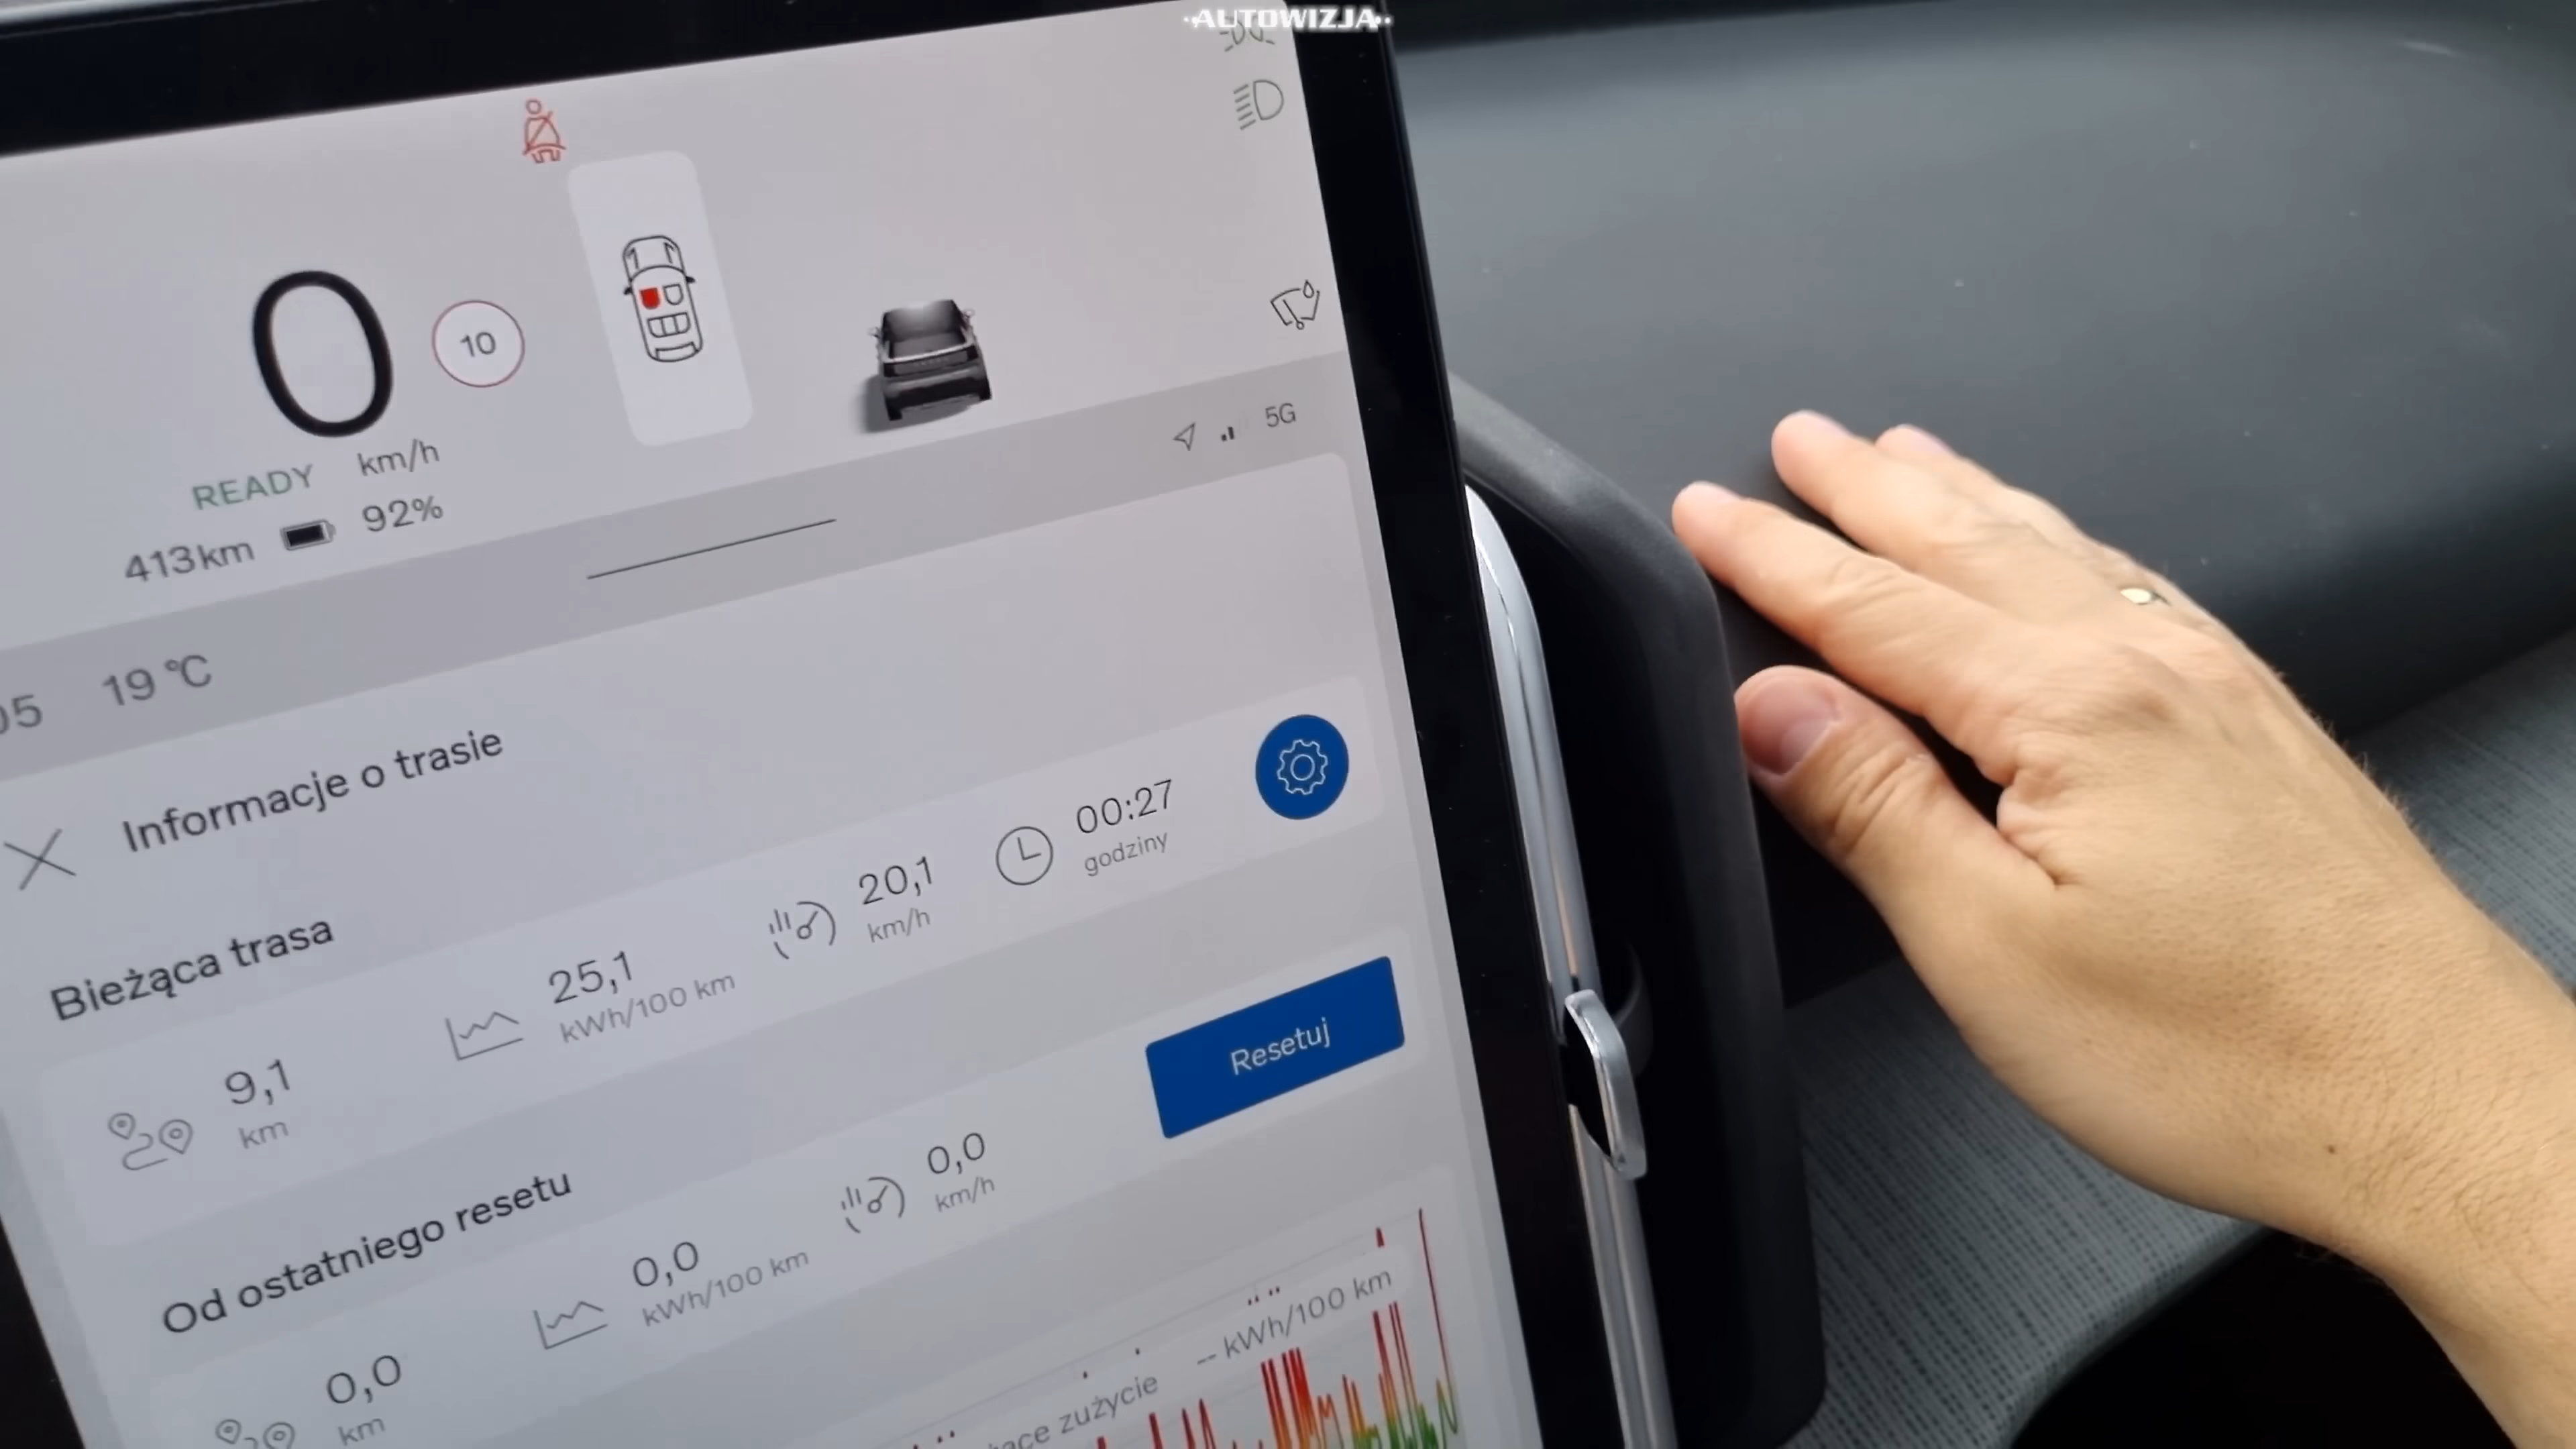 AUTOWIZJA
0
10
READY km/h
413km 92%
5G
05 19 °C
Informacje o trasie
Bieżąca trasa
9,1
km
25,1
kWh/100 km
20,1
km/h
00:27
godziny
Od ostatniego resetu
Resetuj
0,0
km
0,0
kWh/100 km
0,0
km/h
zużycie -- kWh/100 km